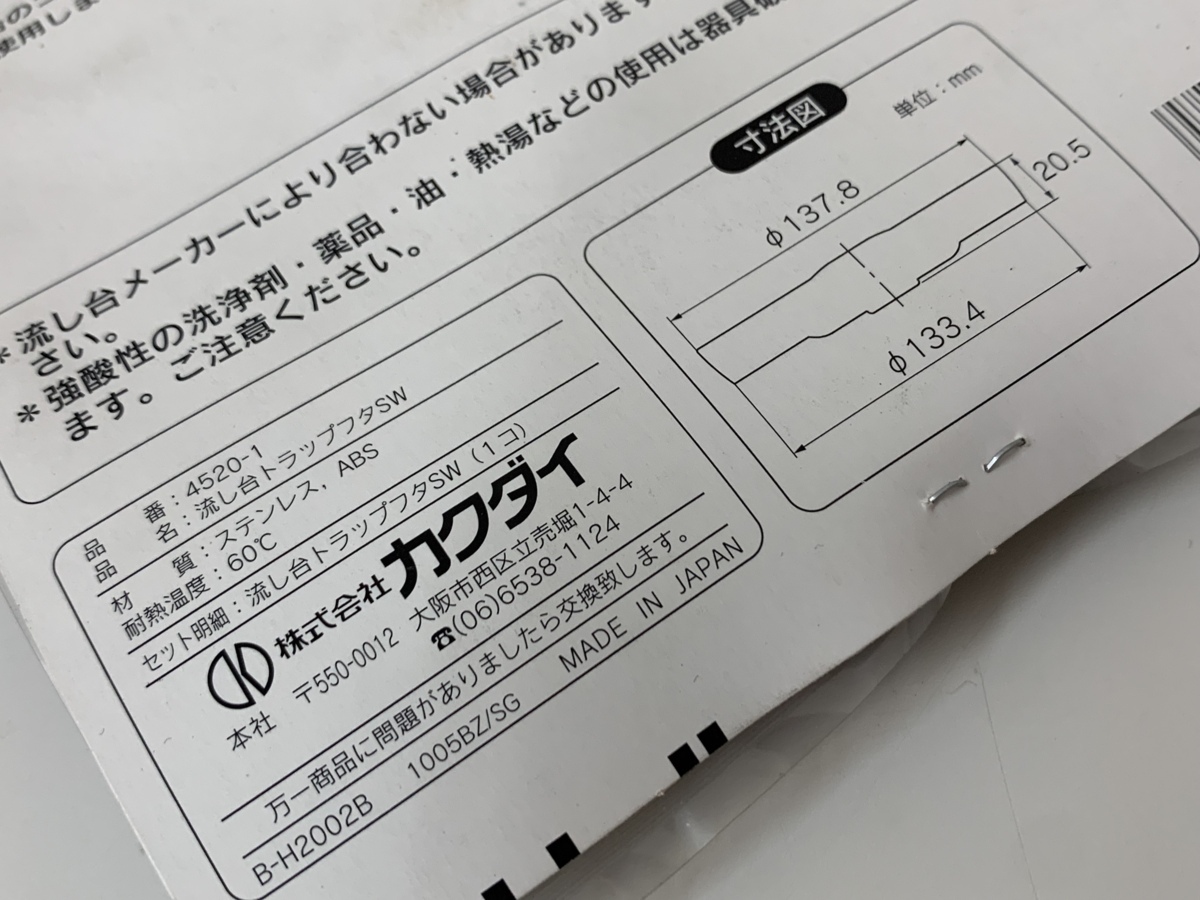 使用しま
＊流し台メーカーにより合わない場合があります
さい。
＊強酸性の洗浄剤・薬品・油・熱湯などの使用は器具破
ます。ご注意ください。
品　番：4520-1
品　名：流し台トラップフタSW
材　質：ステンレス，ABS
耐熱温度：60℃
セット明細：流し台トラップフタSW（1コ）
株式会社カクダイ
本社　〒550-0012　大阪市西区立売堀1-4-4
☎(06)6538-1124
万一商品に問題がありましたら交換致します。
B-H2002B　1005BZ/SG　MADE IN JAPAN
寸法図
単位：mm
φ137.8
20.5
φ133.4